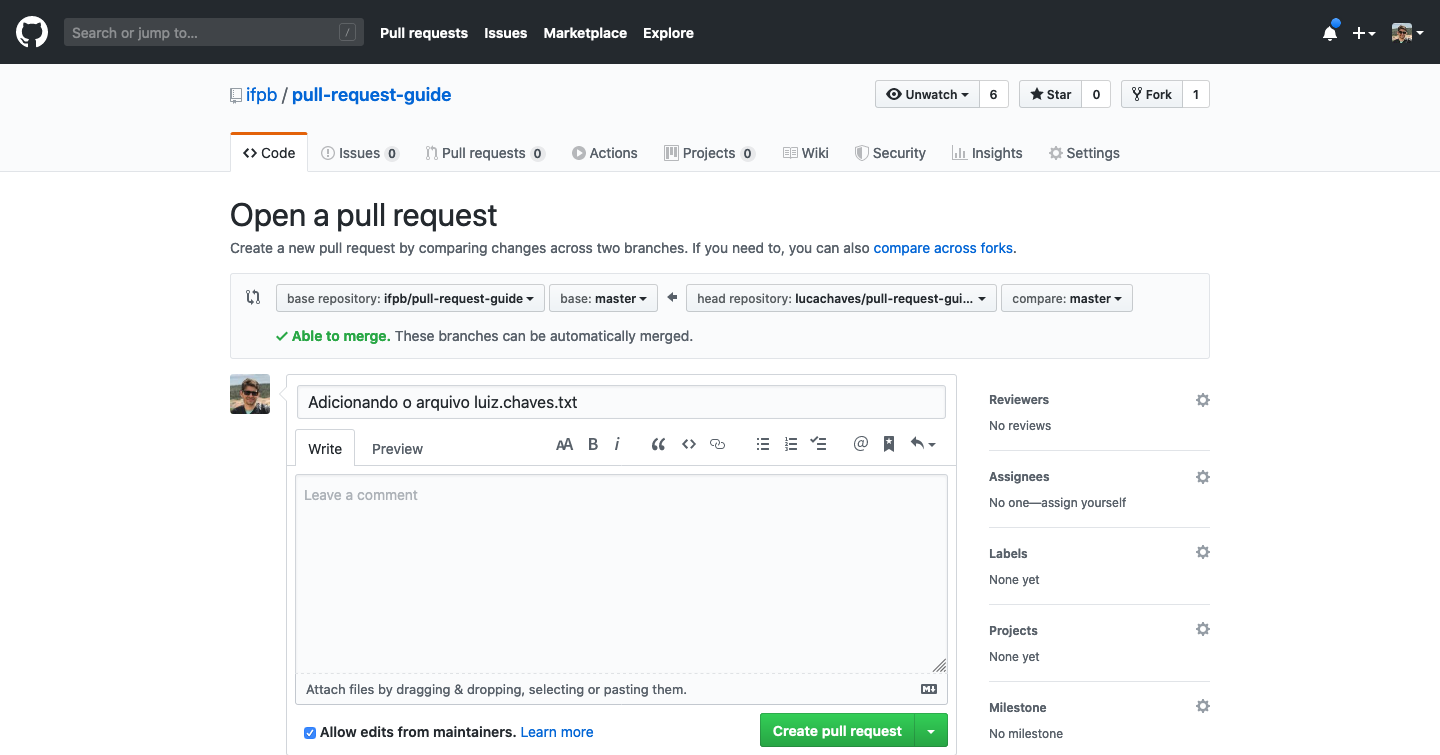 Search or jump to… /
Pull requests Issues Marketplace Explore
ifpb / pull-request-guide
Unwatch 6 Star 0 Fork 1
Code Issues 0 Pull requests 0 Actions Projects 0 Wiki Security Insights Settings
Open a pull request
Create a new pull request by comparing changes across two branches. If you need to, you can also compare across forks.
base repository: ifpb/pull-request-guide base: master head repository: lucachaves/pull-request-gui... compare: master
Able to merge. These branches can be automatically merged.
Adicionando o arquivo luiz.chaves.txt
Write Preview AA B i
Leave a comment
Attach files by dragging & dropping, selecting or pasting them.
Allow edits from maintainers. Learn more
Create pull request
Reviewers
No reviews
Assignees
No one—assign yourself
Labels
None yet
Projects
None yet
Milestone
No milestone